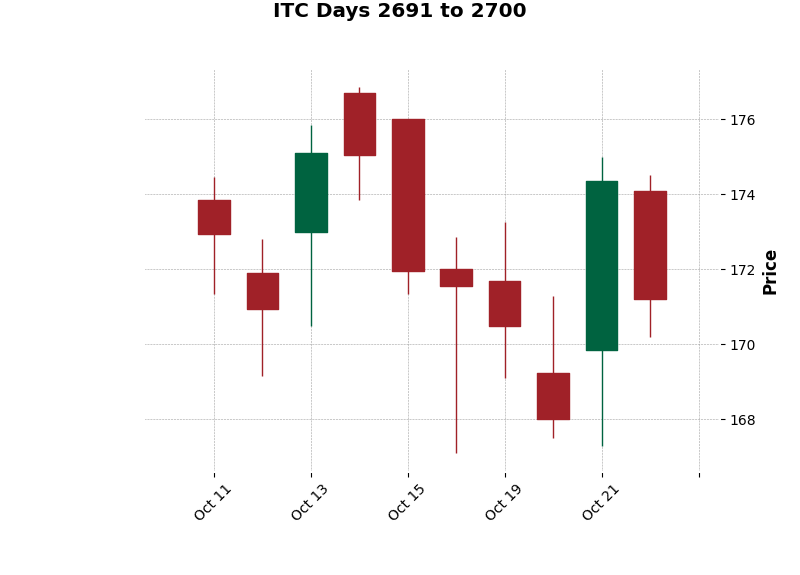 ITC Days 2691 to 2700
176
174
172
170
168
Price
Oct 11
Oct 13
Oct 15
Oct 19
Oct 21